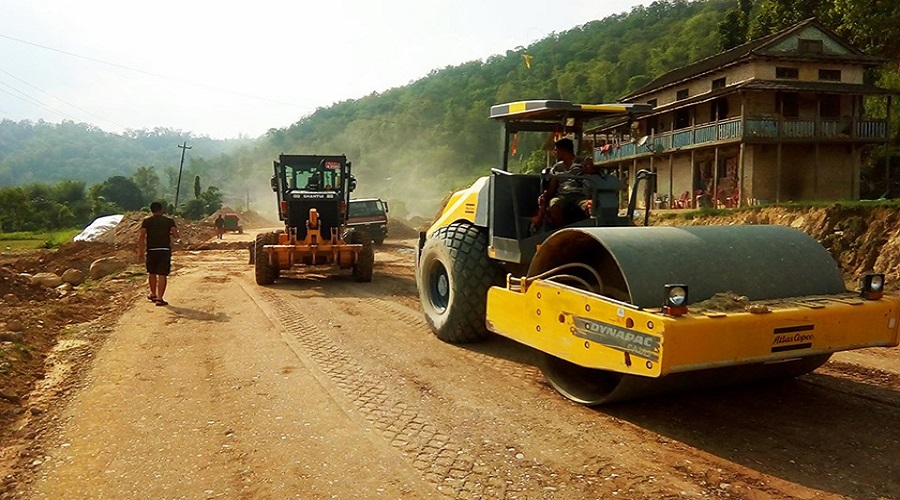 SHANTUI
DYNAPAC
Atlas Copco